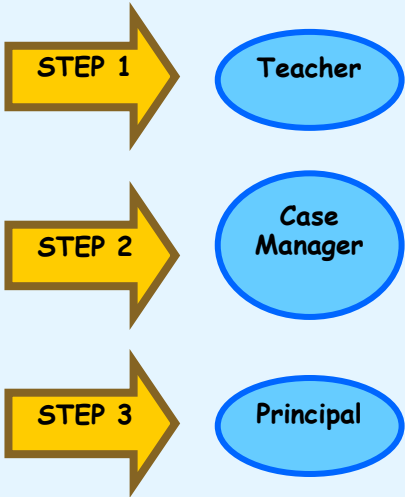 STEP 1
Teacher
STEP 2
Case
Manager
STEP 3
Principal